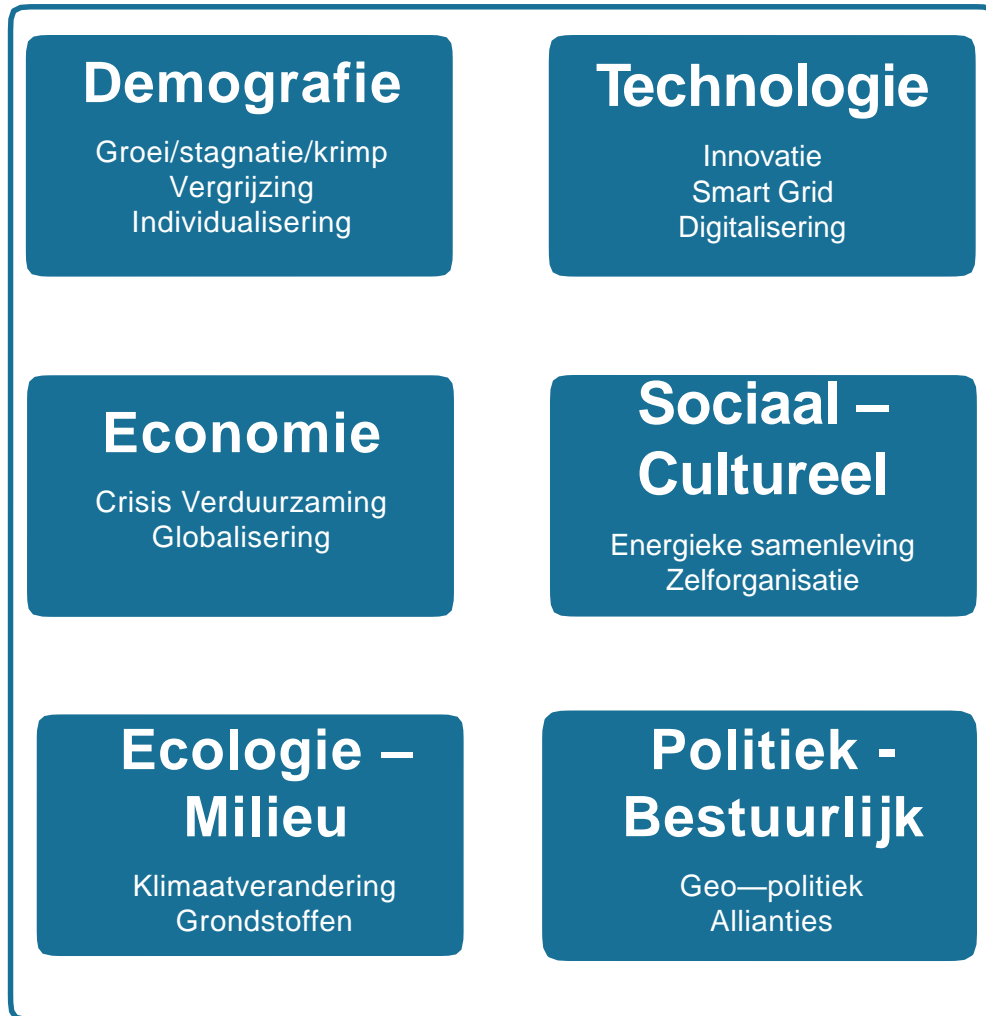 Demografie
Groei/stagnatie/krimp
Vergrijzing
Individualisering
Technologie
Innovatie
Smart Grid
Digitalisering
Economie
Crisis Verduurzaming
Globalisering
Sociaal –
Cultureel
Energieke samenleving
Zelforganisatie
Ecologie –
Milieu
Klimaatverandering
Grondstoffen
Politiek -
Bestuurlijk
Geo—politiek
Allianties